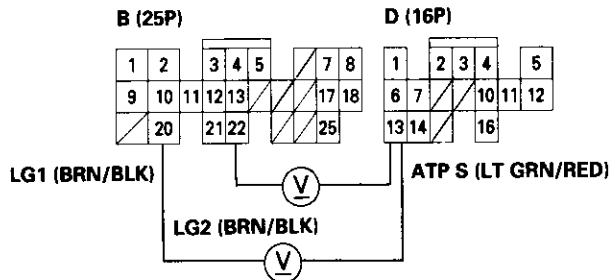 B (25P) D (16P)
1 2 3 4 5 7 8 1 2 3 4 5
9 10 11 12 13 17 18 6 7 10 11 12
20 21 22 25 13 14 16
LG1 (BRN/BLK) V ATP S (LT GRN/RED)
LG2 (BRN/BLK)
V